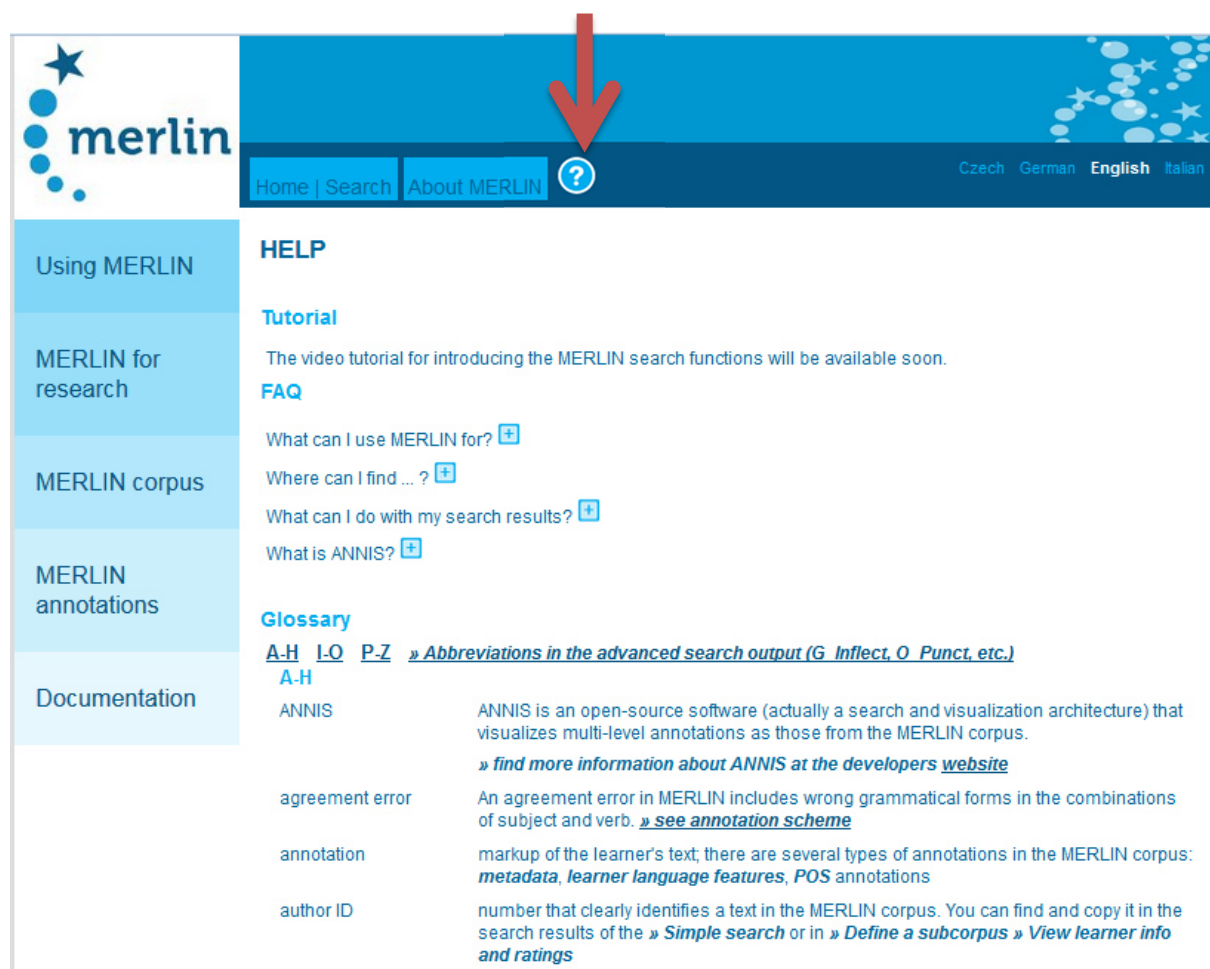 merlin
Home | Search About MERLIN ?
Czech German English Italian
Using MERLIN
MERLIN for
research
MERLIN corpus
MERLIN
annotations
Documentation
HELP
Tutorial
The video tutorial for introducing the MERLIN search functions will be available soon.
FAQ
What can I use MERLIN for? +
Where can I find ... ? +
What can I do with my search results? +
What is ANNIS? +
Glossary
A-H I-O P-Z » Abbreviations in the advanced search output (G_Inflect, O_Punct, etc.)
A-H
ANNIS ANNIS is an open-source software (actually a search and visualization architecture) that
visualizes multi-level annotations as those from the MERLIN corpus.
» find more information about ANNIS at the developers website
agreement error An agreement error in MERLIN includes wrong grammatical forms in the combinations
of subject and verb. » see annotation scheme
annotation markup of the learner's text; there are several types of annotations in the MERLIN corpus:
metadata, learner language features, POS annotations
author ID number that clearly identifies a text in the MERLIN corpus. You can find and copy it in the
search results of the » Simple search or in » Define a subcorpus » View learner info
and ratings